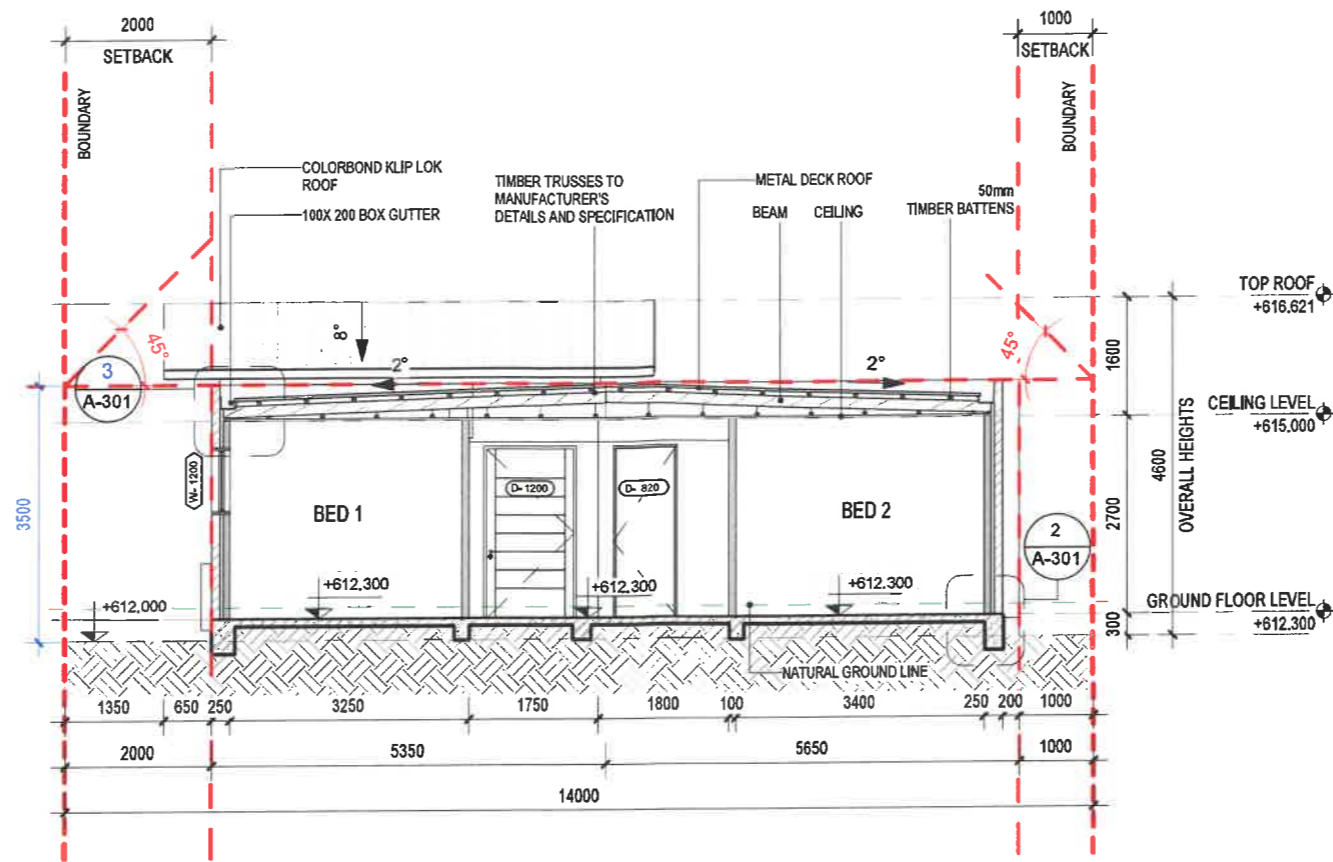 2000
SETBACK
1000
SETBACK
BOUNDARY
BOUNDARY
COLORBOND KLIP LOK
ROOF
100X 200 BOX GUTTER
TIMBER TRUSSES TO
MANUFACTURER'S
DETAILS AND SPECIFICATION
METAL DECK ROOF
BEAM
CEILING
50mm
TIMBER BATTENS
TOP ROOF
+616,621
8°
45°
2°
2°
45°
1600
3
A-301
CEILING LEVEL
+615,000
W- 1200
D- 1200
D- 820
BED 1
BED 2
3500
2700
4600
OVERALL HEIGHTS
2
A-301
+612,000
+612.300
+612.300
+612.300
GROUND FLOOR LEVEL
+612.300
300
NATURAL GROUND LINE
1350
650
250
3250
1750
1800
100
3400
250
200
1000
2000
5350
5650
1000
14000